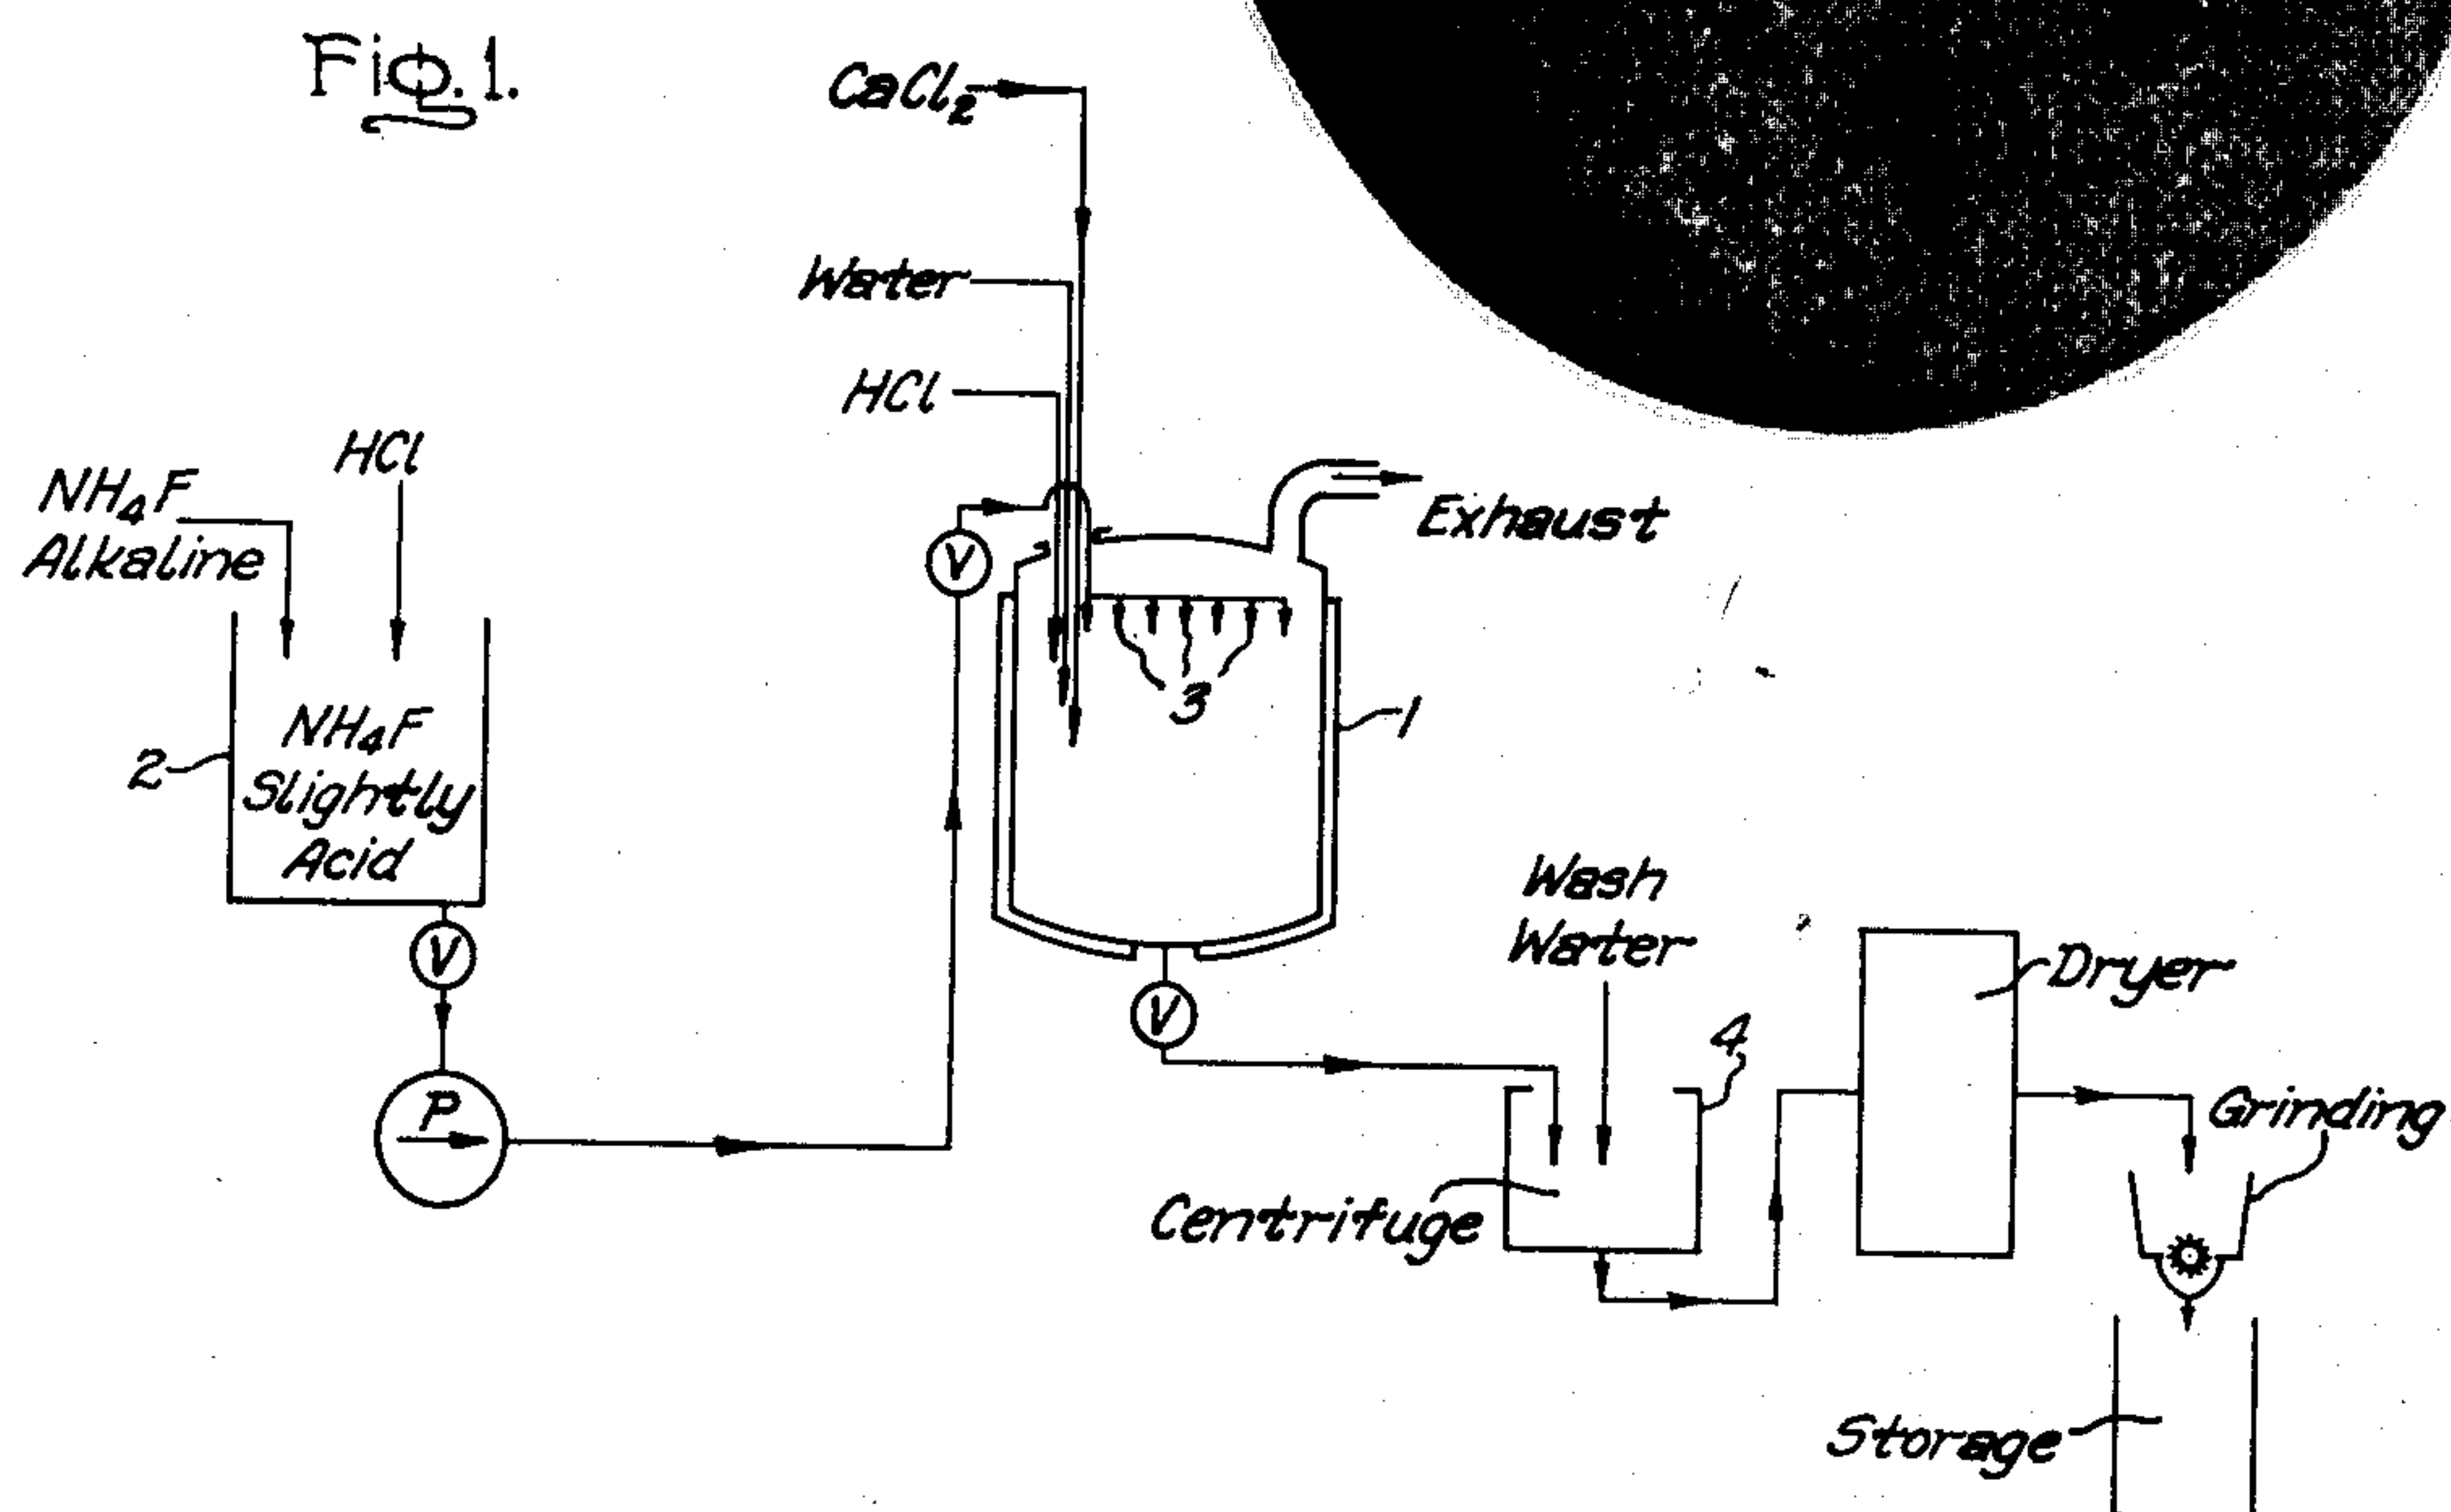 Fig. 1.
CaCl₂
Water
HCl
HCl
NH₄F
Alkaline
V
Exhaust
3
1
2
NH₄F
Slightly
Acid
V
Wash
Water
V
Dryer
4
P
Grinding
Centrifuge
Storage